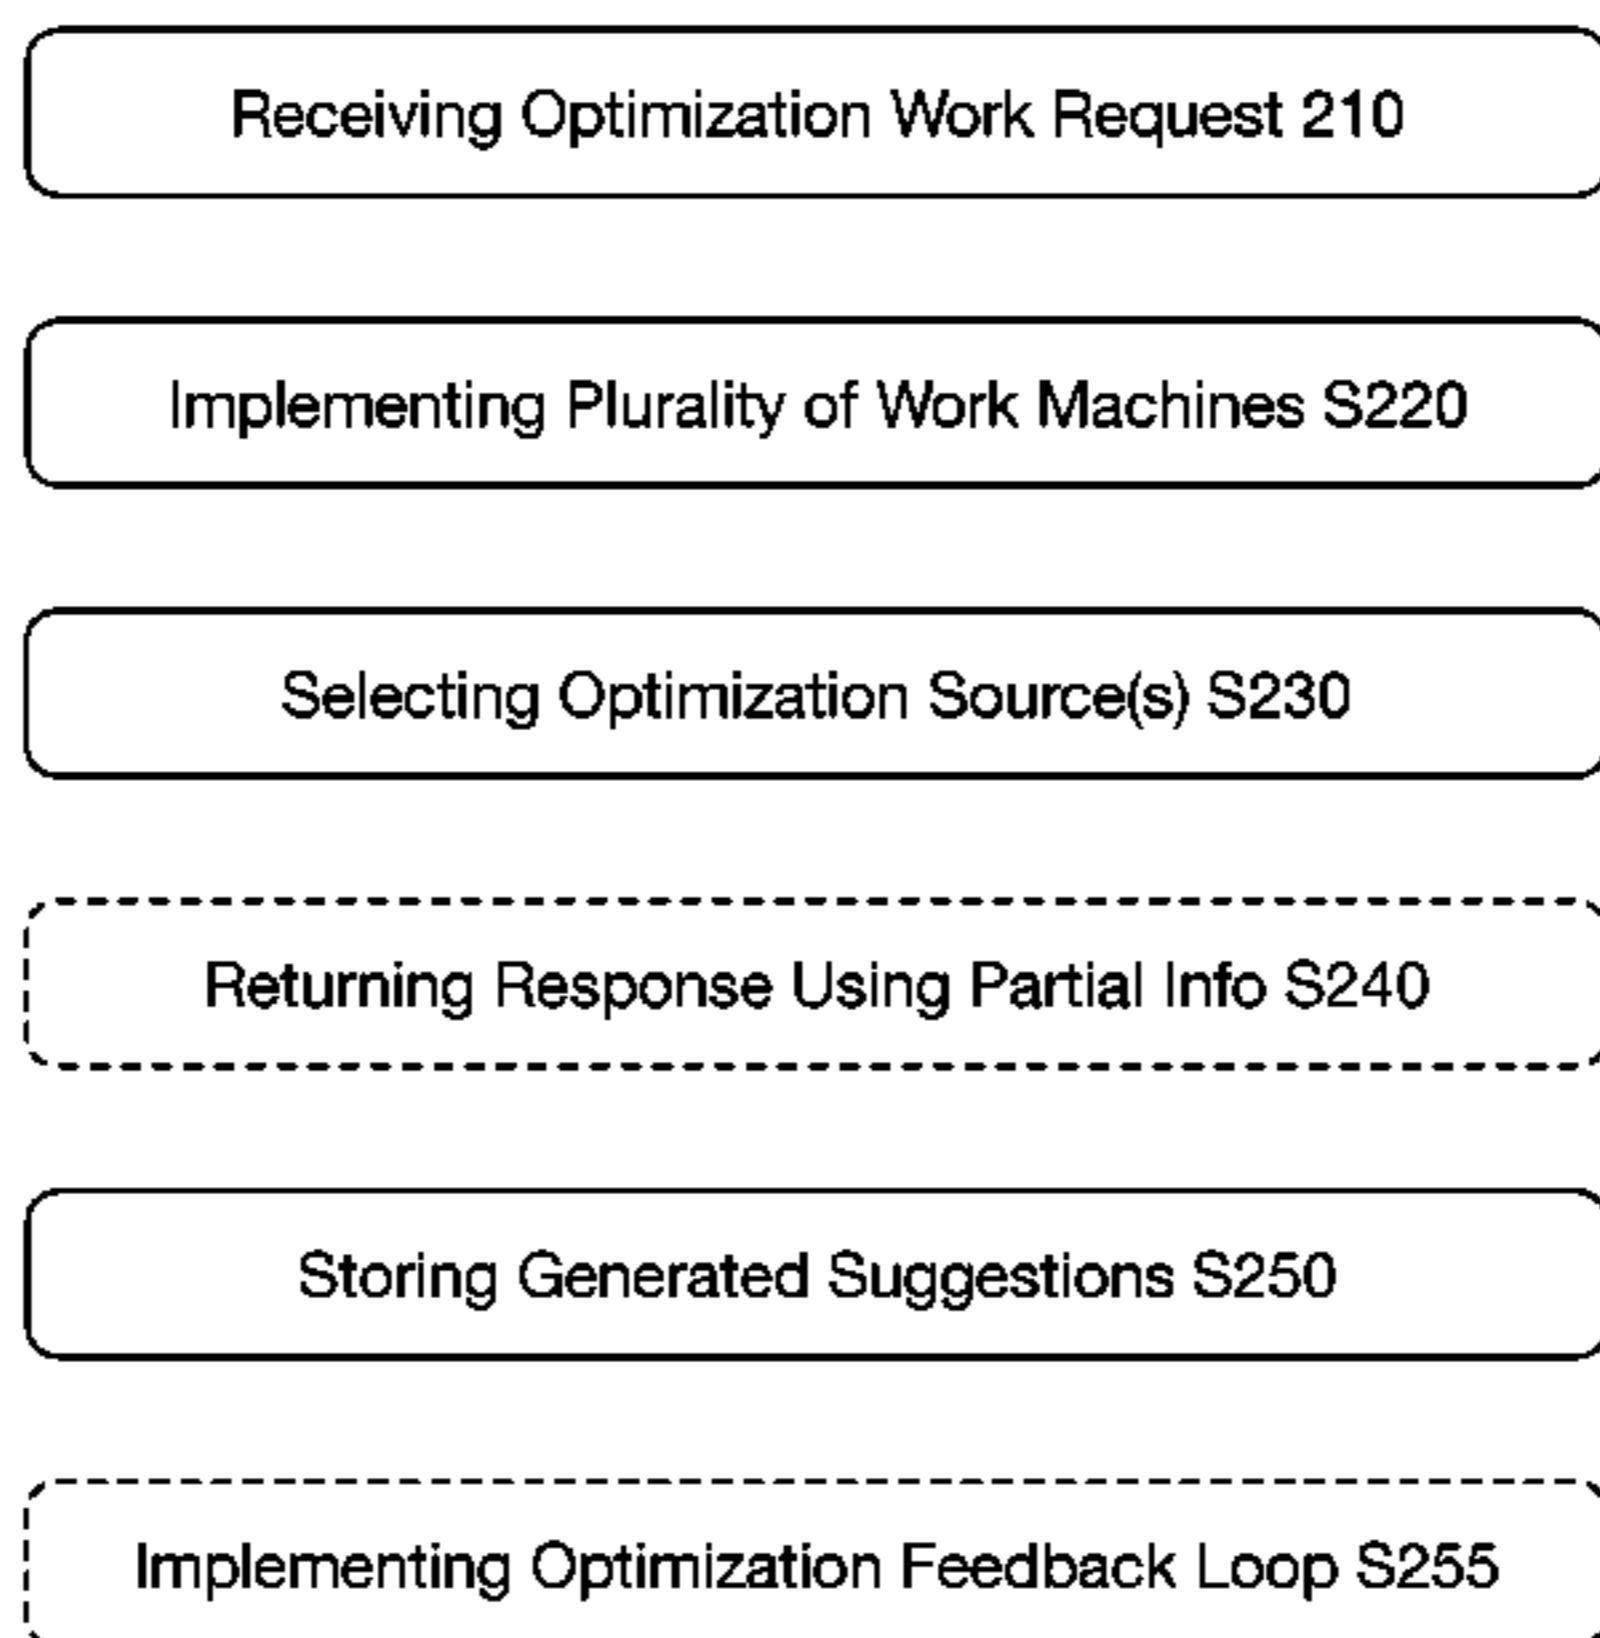 Receiving Optimization Work Request 210
Implementing Plurality of Work Machines S220
Selecting Optimization Source(s) S230
Returning Response Using Partial Info S240
Storing Generated Suggestions S250
Implementing Optimization Feedback Loop S255